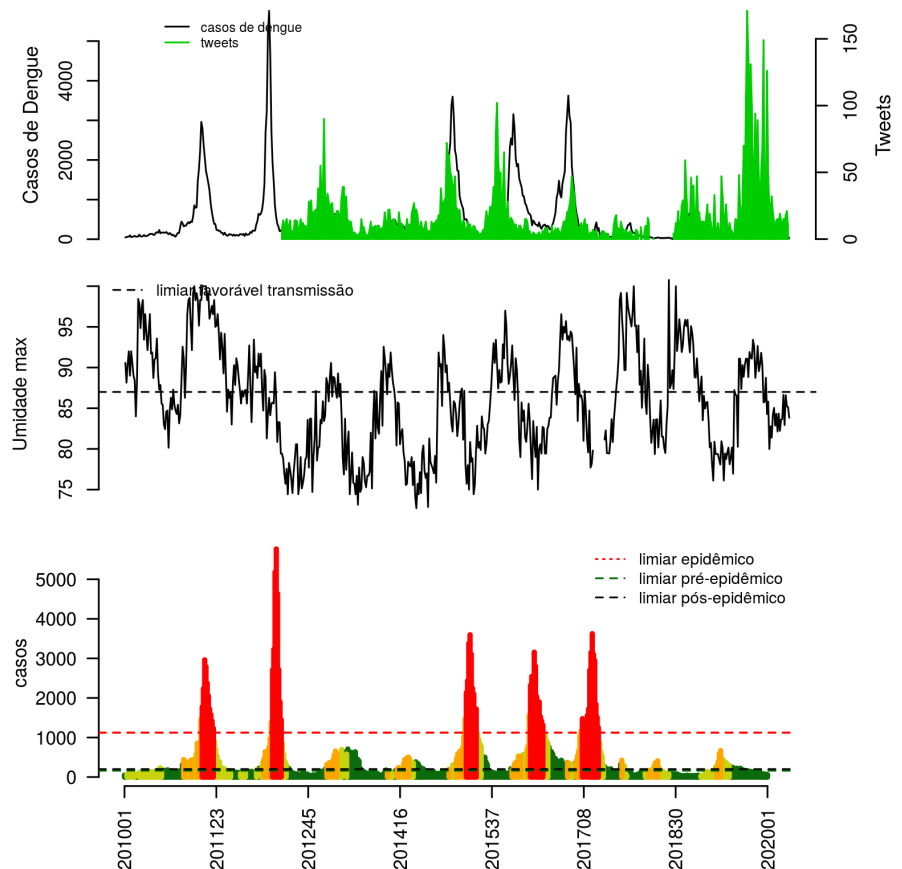 casos de dengue
tweets
Casos de Dengue
0
2000
4000
Tweets
0
50
100
150
limiar favorável transmissão
Umidade max
75
80
85
90
95
limiar epidêmico
limiar pré-epidêmico
limiar pós-epidêmico
casos
0
1000
2000
3000
4000
5000
201001
201123
201245
201416
201537
201708
201830
202001